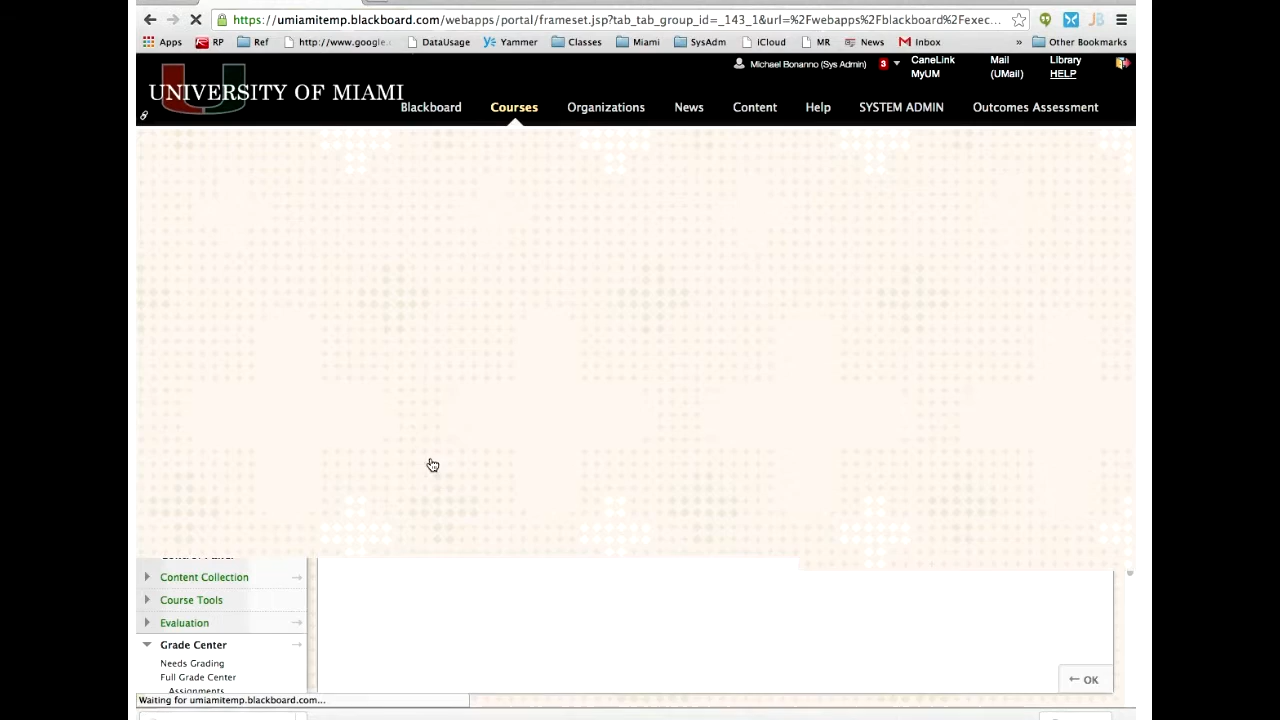 https://umiamitemp.blackboard.com/webapps/portal/frameset.jsp?tab_tab_group_id=_143_1&url=%2Fwebapps%2Fblackboard%2Fexec...
Apps RP Ref http://www.google. DataUsage Yammer Classes Miami SysAdm iCloud MR News Inbox » Other Bookmarks
Michael Bonanno (Sys Admin) 3 CaneLink Mail Library
MyUM (UMail) HELP
UNIVERSITY OF MIAMI
Blackboard Courses Organizations News Content Help SYSTEM ADMIN Outcomes Assessment
Content Collection
Course Tools
Evaluation
Grade Center
Needs Grading
Full Grade Center
Assignments
OK
Waiting for umiamitemp.blackboard.com...